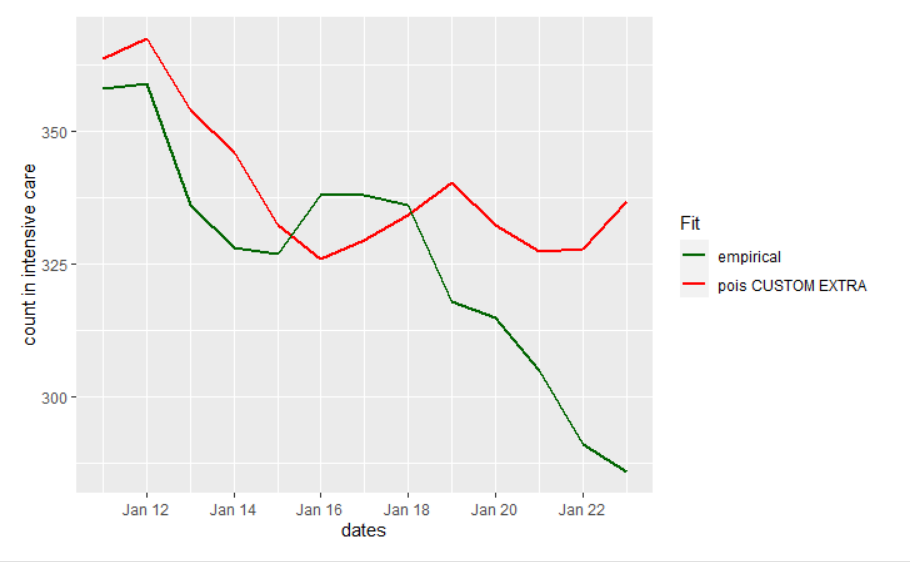 count in intensive care
350
325
300
Jan 12 Jan 14 Jan 16 Jan 18 Jan 20 Jan 22
dates
Fit
empirical
pois CUSTOM EXTRA